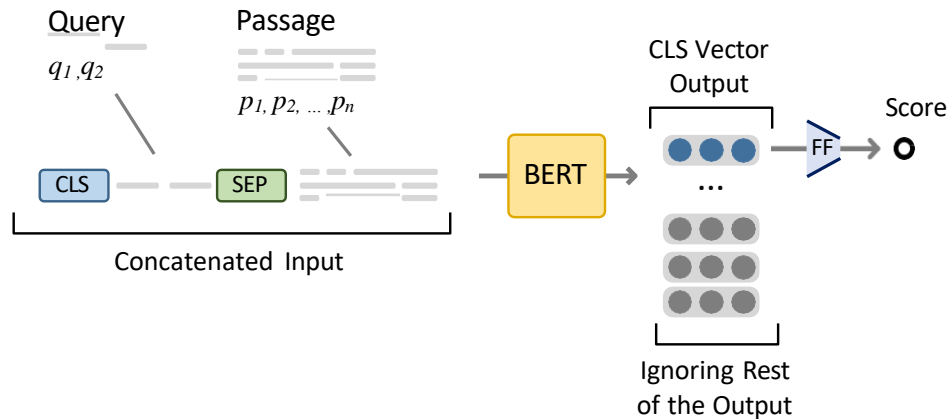 Query
q1 ,q2
Passage
p1, p2, ... ,pn
CLS
SEP
Concatenated Input
BERT
CLS Vector
Output
...
Ignoring Rest
of the Output
FF
Score